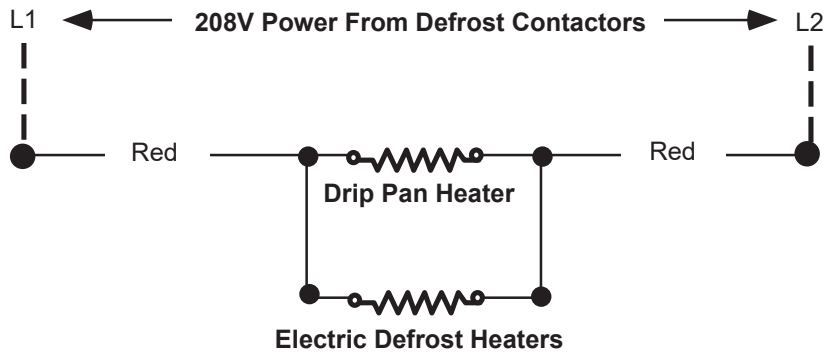 L1 208V Power From Defrost Contactors L2
Red Red
Drip Pan Heater
Electric Defrost Heaters